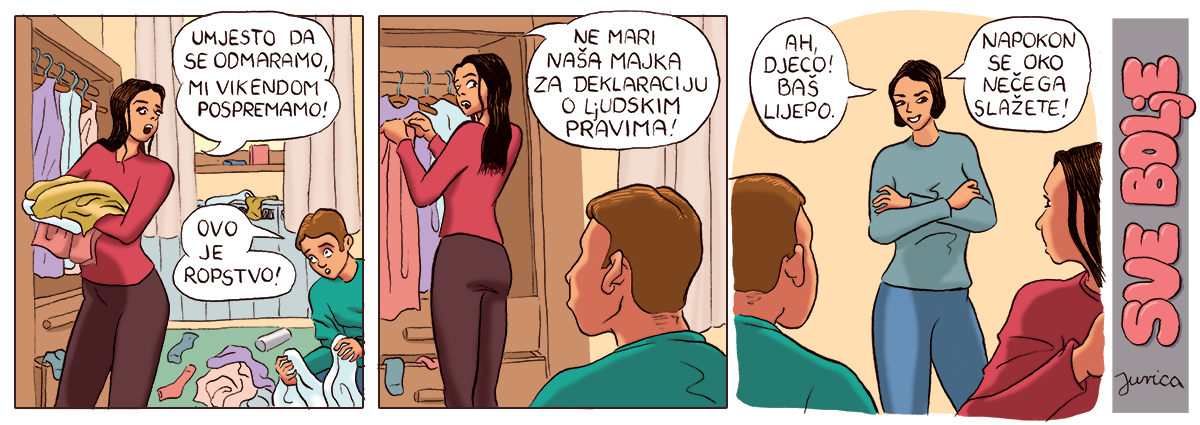 UMJESTO DA
SE ODMARAMO,
MI VIKENDOM
POSPREMAMO!
OVO
JE
ROPSTVO!
NE MARI
NAŠA MAJKA
ZA DEKLARACIJU
O LjUDSKIM
PRAVIMA!
AH,
DJECO!
BAŠ
LIJEPO.
NAPOKON
SE OKO
NEČEGA
SLAŽETE!
SVE BOLjE
Jurica